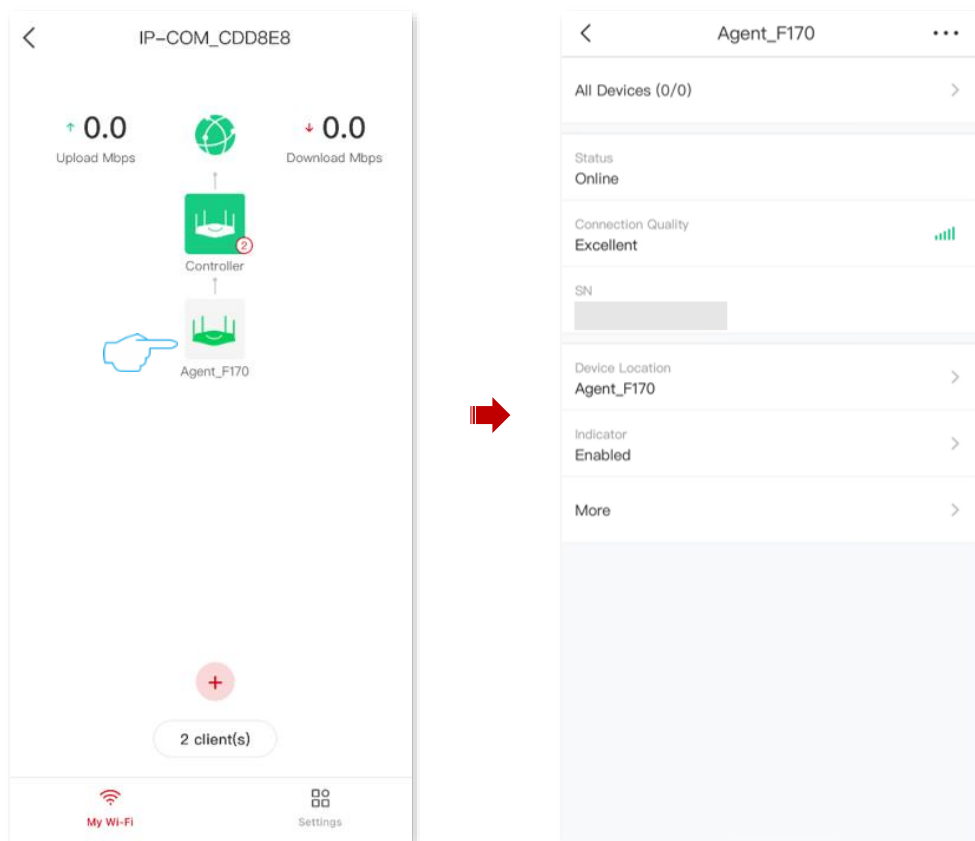 IP-COM_CDD8E8
↑ 0.0
Upload Mbps
↓ 0.0
Download Mbps
2
Controller
Agent_F170
+
2 client(s)
My Wi-Fi
Settings
Agent_F170
All Devices (0/0)
Status
Online
Connection Quality
Excellent
SN
Device Location
Agent_F170
Indicator
Enabled
More